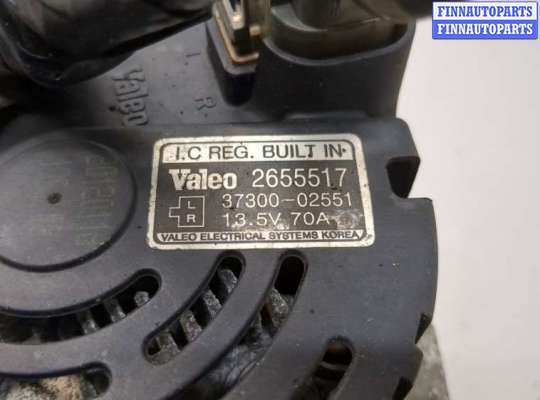 FINNAUTOPARTS
FINNAUTOPARTS
L R
Valeo
I.C REG. BUILT IN
Valeo 2655517
L 37300-02551
R 13.5V 70A
VALEO ELECTRICAL SYSTEMS KOREA